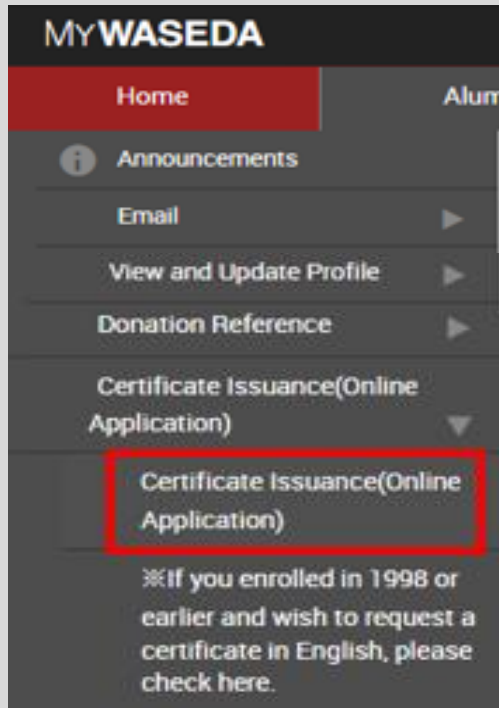 MYWASEDA
Home
Alum
Announcements
Email
View and Update Profile
Donation Reference
Certificate Issuance(Online
Application)
Certificate Issuance(Online
Application)
※If you enrolled in 1998 or
earlier and wish to request a
certificate in English, please
check here.